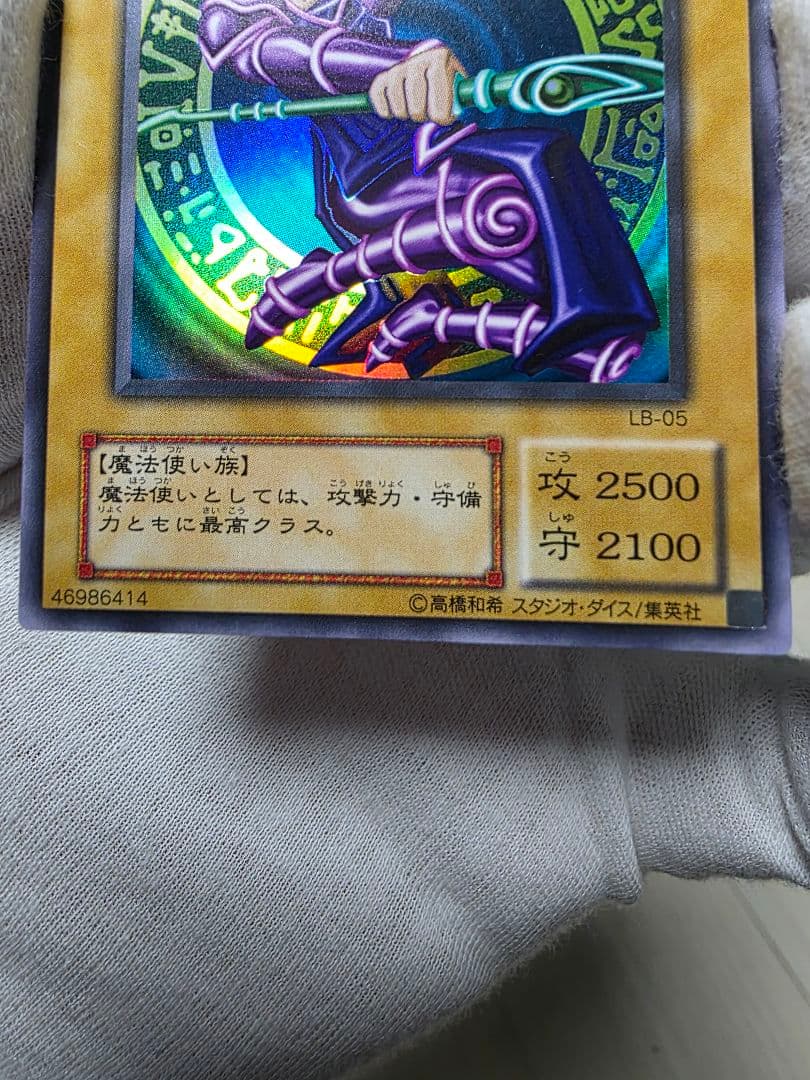 LB-05
【魔法使い族】
魔法使いとしては、攻撃力・守備
力ともに最高クラス。
攻 2500
守 2100
46986414
©高橋和希 スタジオ・ダイス/集英社